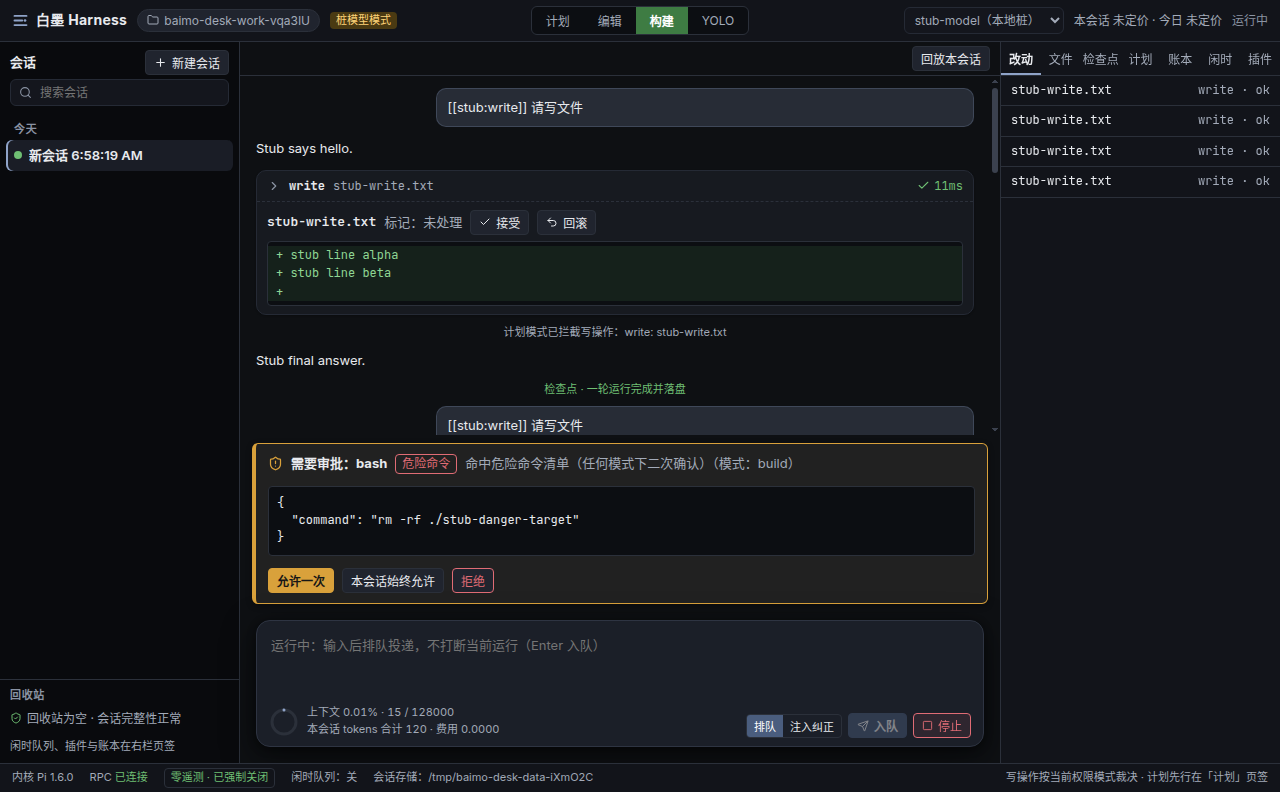 白墨 Harness baimo-desk-work-vqa3IU 桩模型模式 计划 编辑 构建 YOLO stub-model（本地桩） 本会话 未定价 · 今日 未定价 运行中
会话 新建会话
搜索会话
今天
新会话 6:58:19 AM
回收站
回收站为空 · 会话完整性正常
闲时队列、插件与账本在右栏页签
回放本会话
[[stub:write]] 请写文件
Stub says hello.
write stub-write.txt 11ms
stub-write.txt 标记：未处理 接受 回滚
+ stub line alpha
+ stub line beta
+
计划模式已拦截写操作：write: stub-write.txt
Stub final answer.
检查点 · 一轮运行完成并落盘
[[stub:write]] 请写文件
需要审批：bash 危险命令 命中危险命令清单（任何模式下二次确认）（模式：build）
{
"command": "rm -rf ./stub-danger-target"
}
允许一次 本会话始终允许 拒绝
运行中：输入后排队投递，不打断当前运行（Enter 入队）
上下文 0.01% · 15 / 128000
本会话 tokens 合计 120 · 费用 0.0000
排队 注入纠正 入队 停止
改动 文件 检查点 计划 账本 闲时 插件
stub-write.txt write · ok
stub-write.txt write · ok
stub-write.txt write · ok
stub-write.txt write · ok
内核 Pi 1.6.0 RPC 已连接 零遥测 · 已强制关闭 闲时队列：关 会话存储：/tmp/baimo-desk-data-iXmO2C 写操作按当前权限模式裁决 · 计划先行在「计划」页签